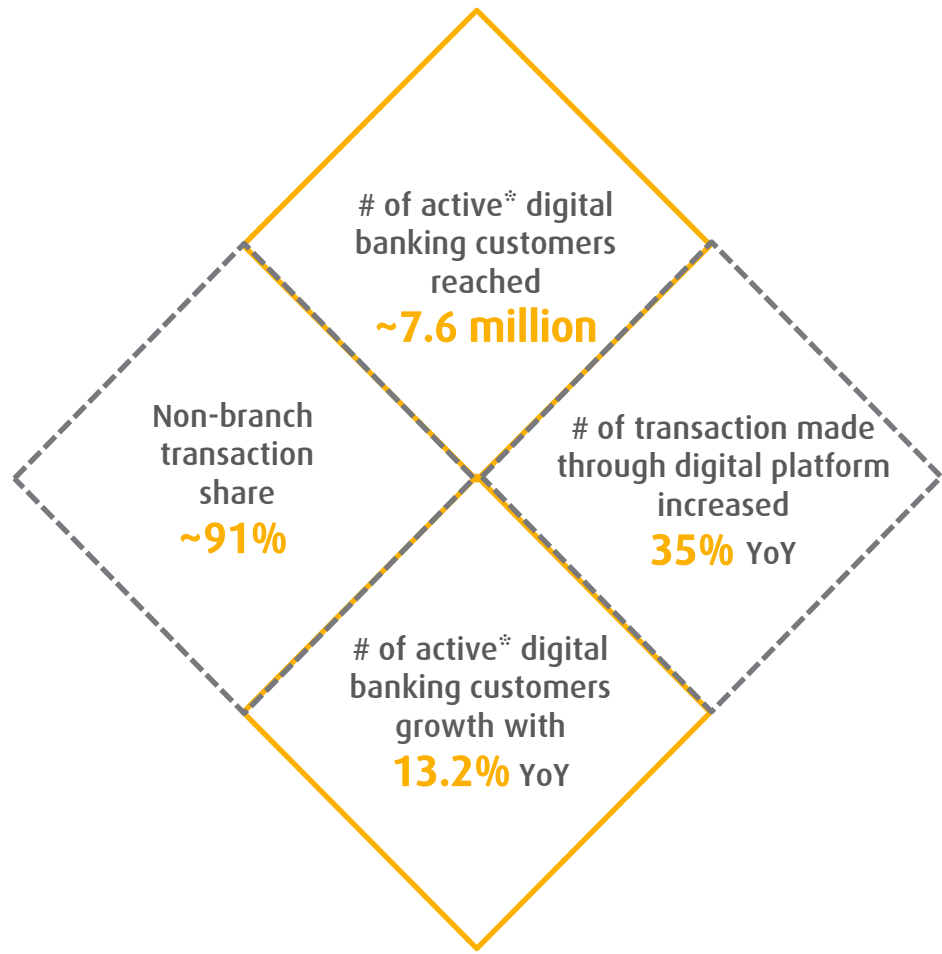 # of active* digital
banking customers
reached
~7.6 million
Non-branch
transaction
share
~91%
# of transaction made
through digital platform
increased
35% YoY
# of active* digital
banking customers
growth with
13.2% YoY